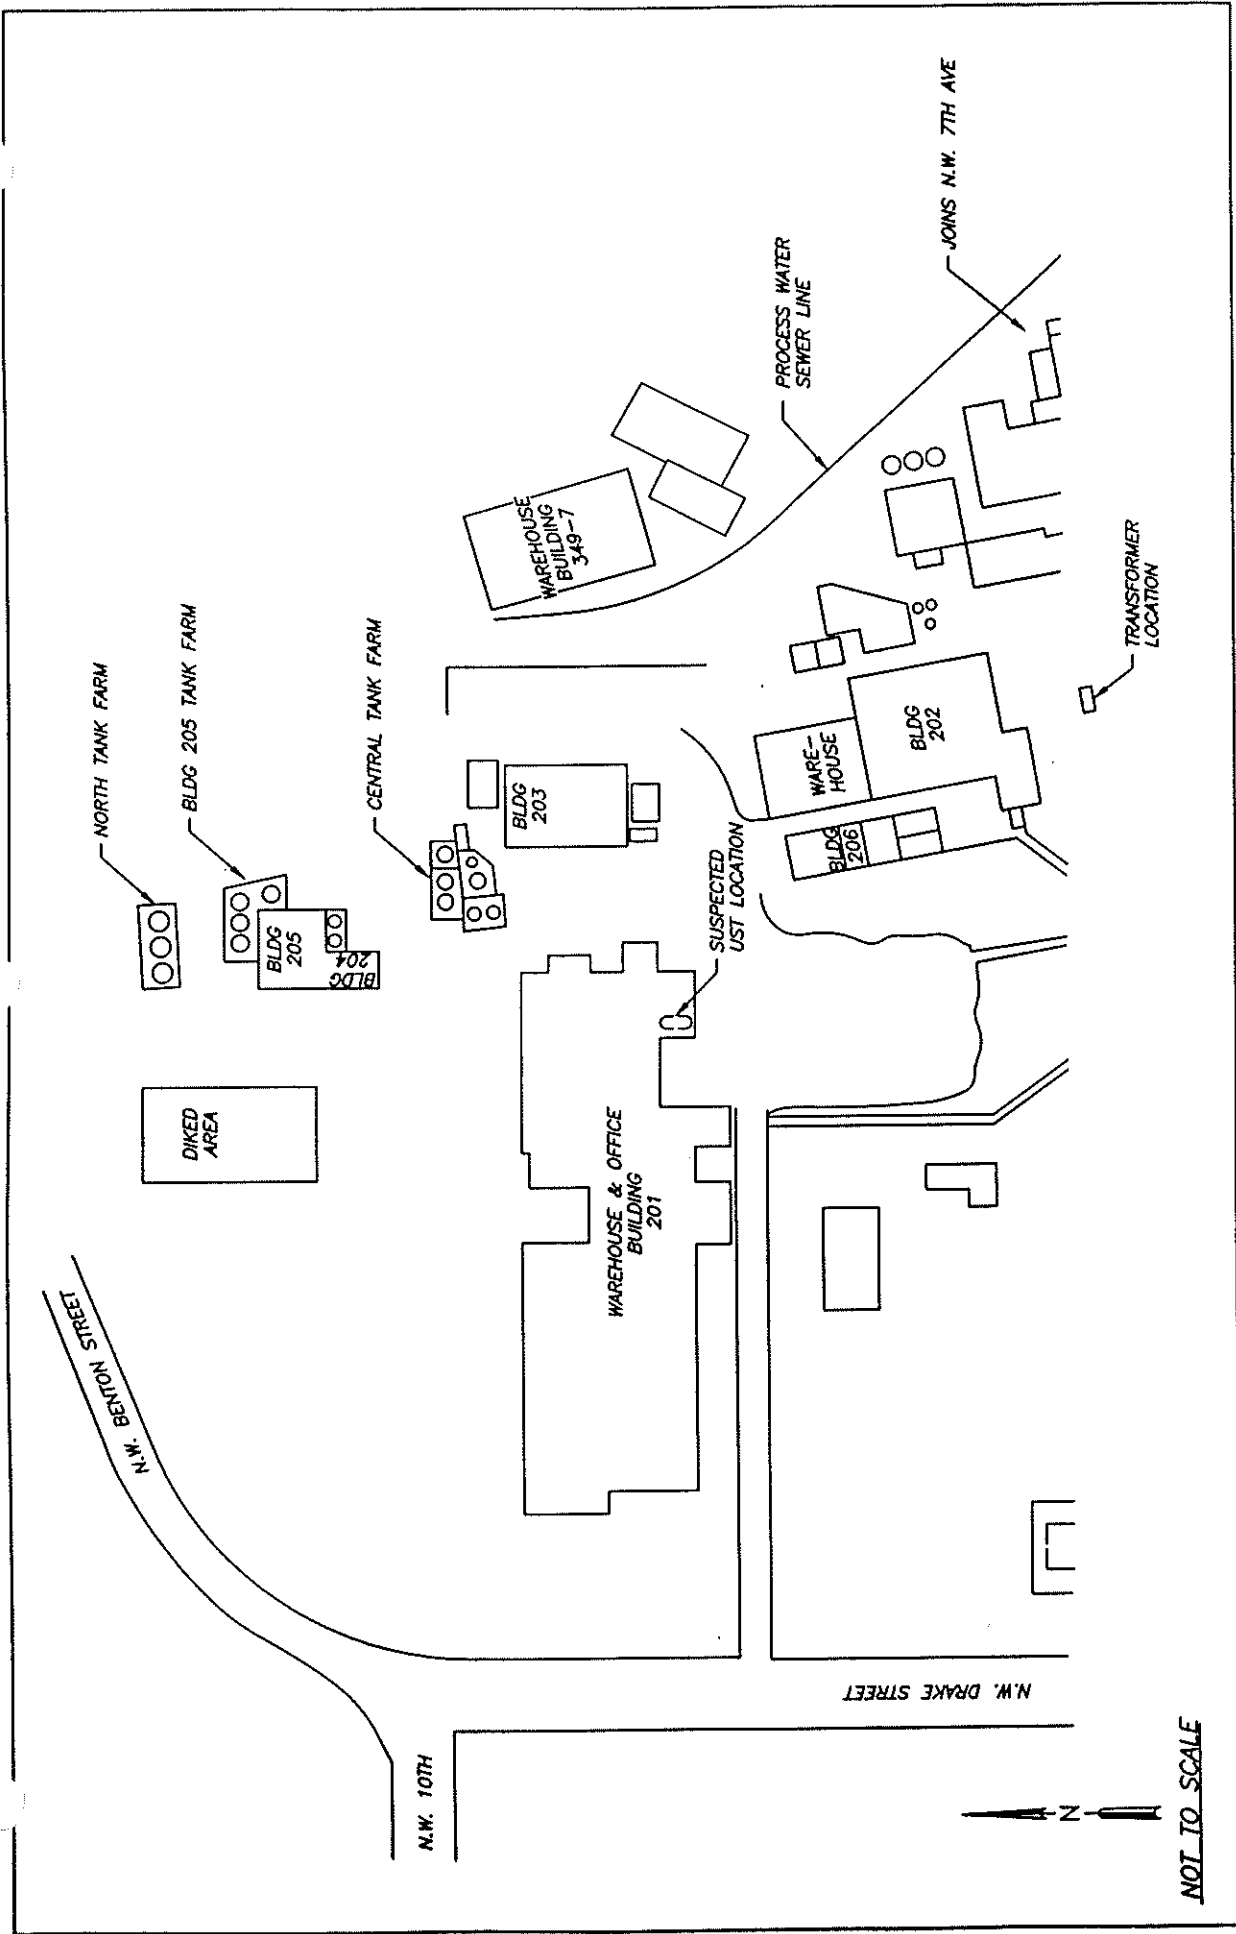 N.W. BENTON STREET
N.W. 10TH
N.W. DRAKE STREET
DIKED
AREA
NORTH TANK FARM
BLDG 205 TANK FARM
BLDG
205
BLDG
204
CENTRAL TANK FARM
BLDG
203
WAREHOUSE & OFFICE
BUILDING
201
SUSPECTED
UST LOCATION
WAREHOUSE
BUILDING
349-7
PROCESS WATER
SEWER LINE
JOINS N.W. 7TH AVE
WARE-
HOUSE
BLDG
202
BLDG
206
TRANSFORMER
LOCATION
N
NOT TO SCALE